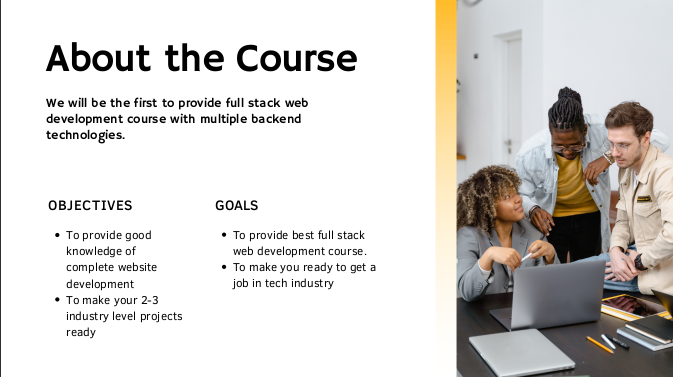 About the Course
We will be the first to provide full stack web
development course with multiple backend
technologies.
OBJECTIVES
• To provide good
knowledge of
complete website
development
• To make your 2-3
industry level projects
ready
GOALS
• To provide best full stack
web development course.
• To make you ready to get a
job in tech industry